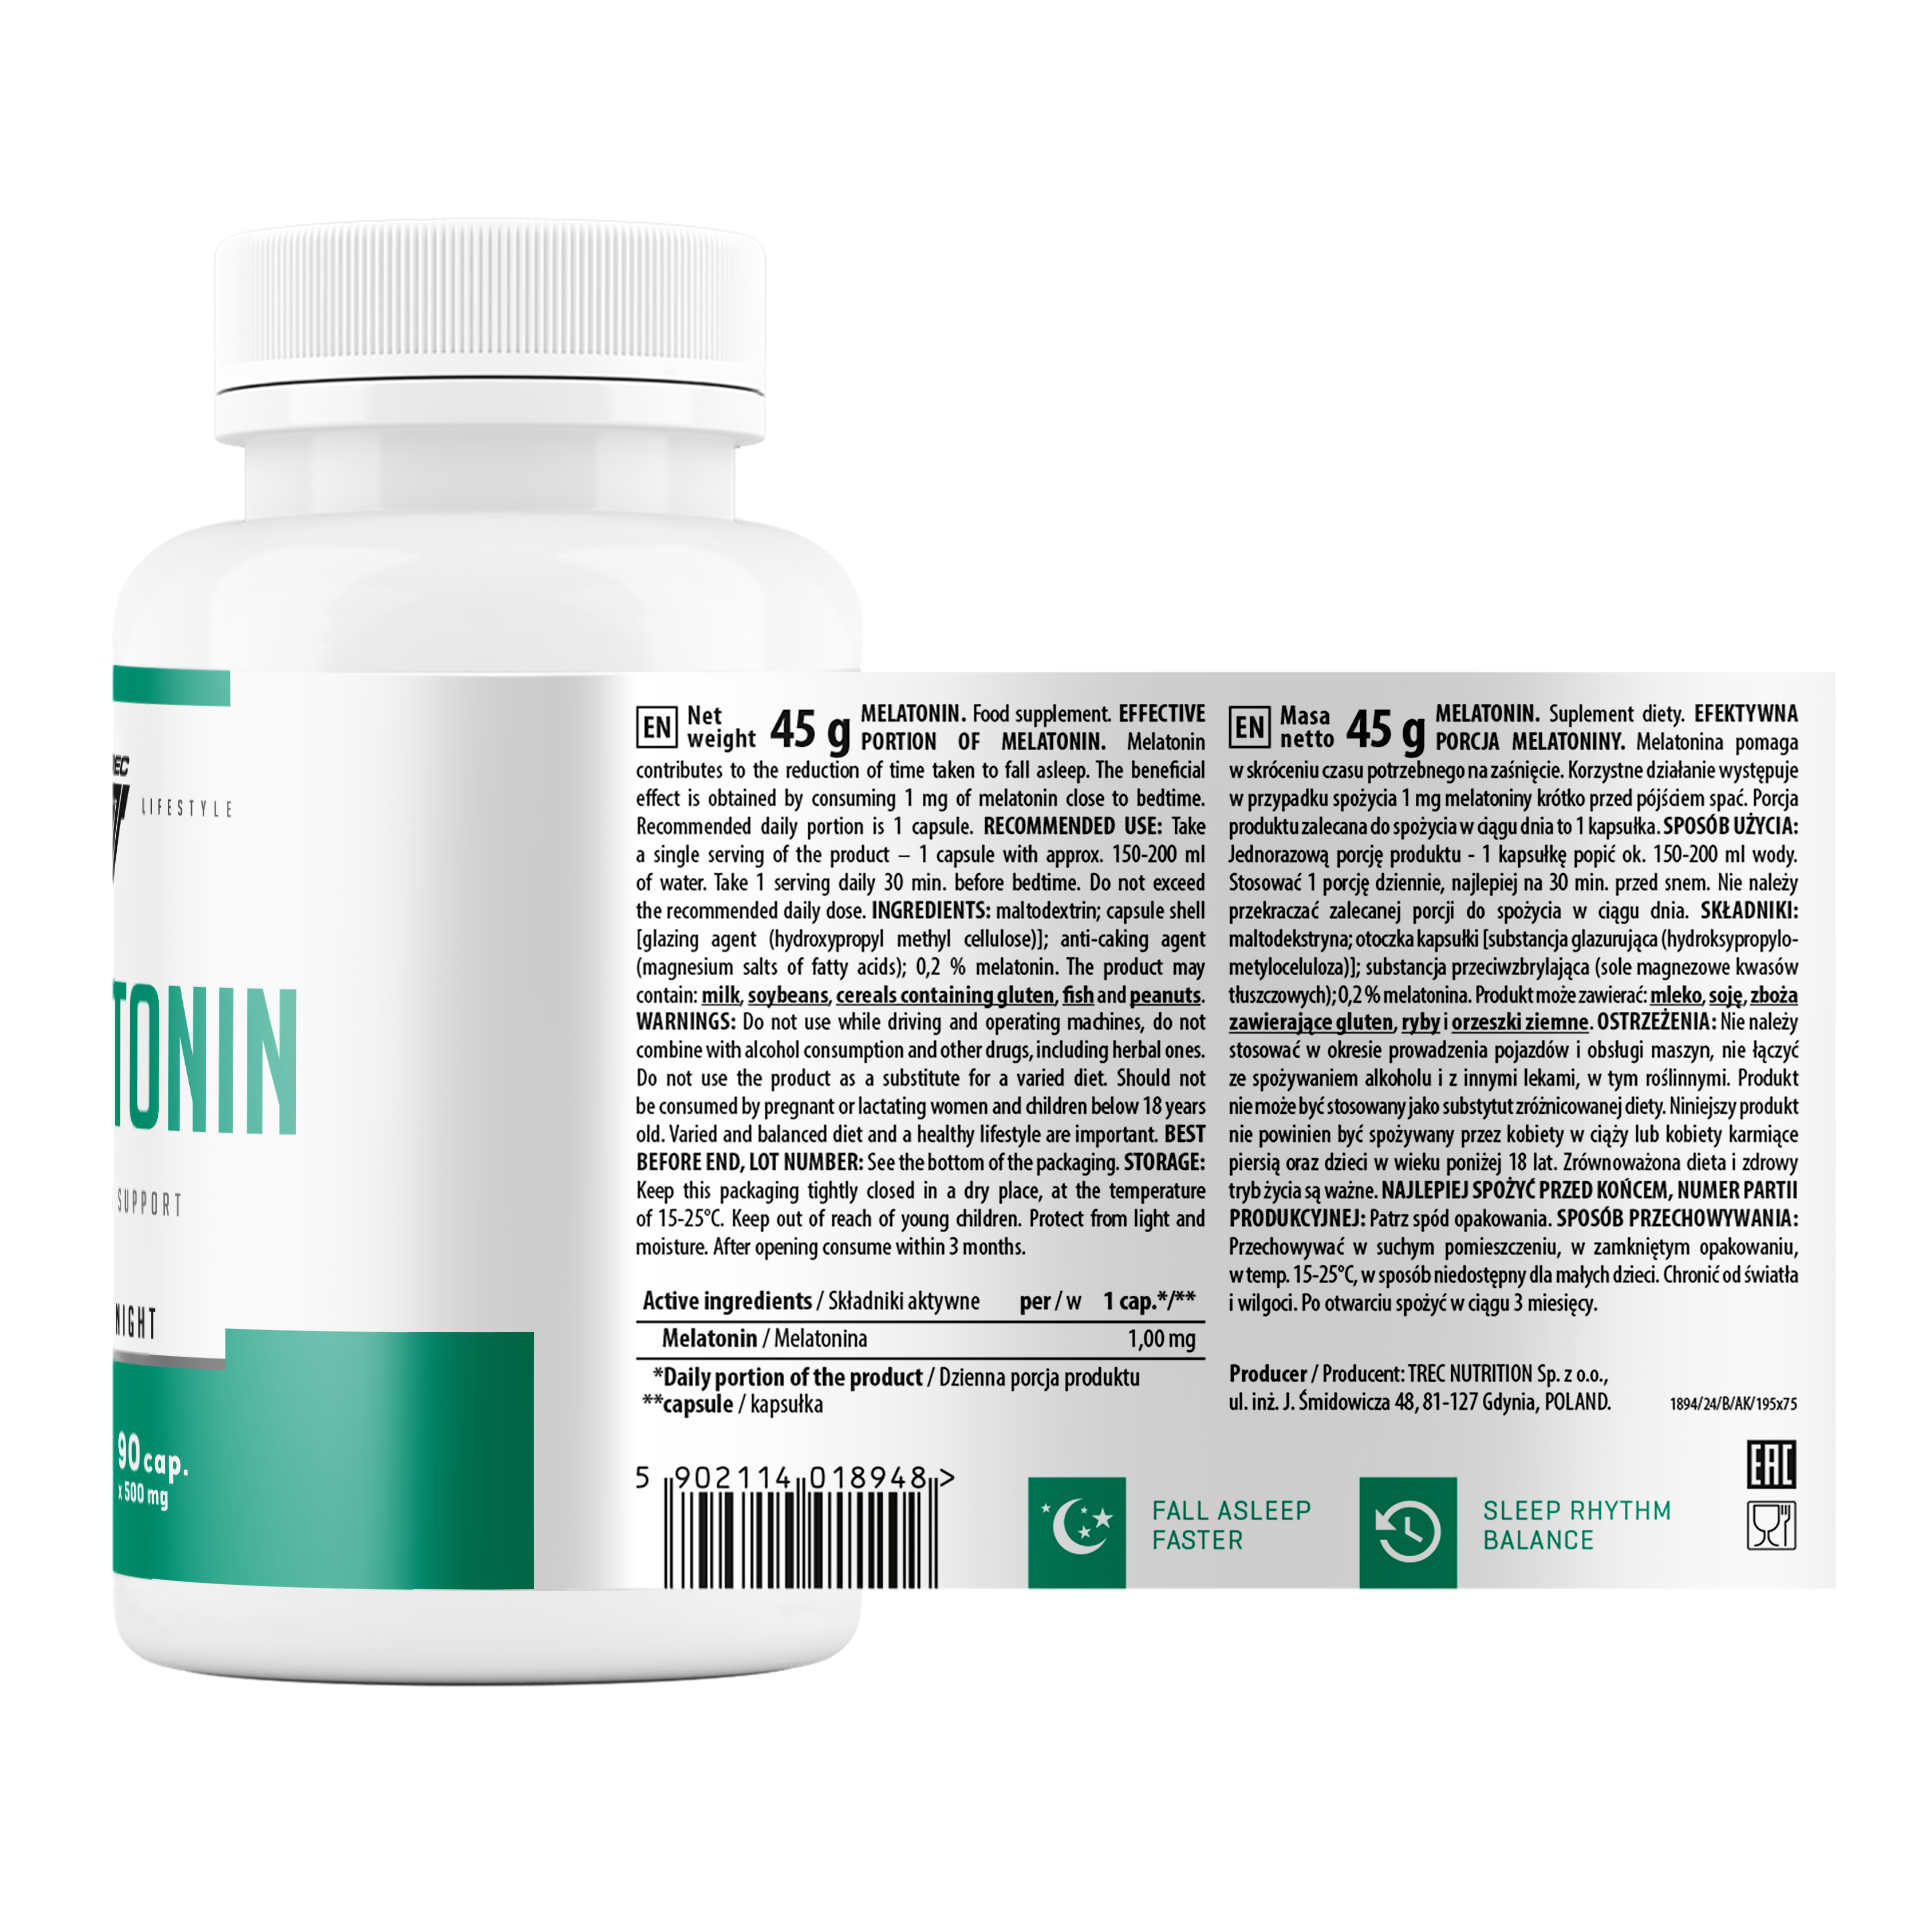 LIFESTYLE
TONIN
SUPPORT
NIGHT
90 cap.
x 500 mg
EN Net weight 45 g MELATONIN. Food supplement. EFFECTIVE
PORTION OF MELATONIN. Melatonin
contributes to the reduction of time taken to fall asleep. The beneficial
effect is obtained by consuming 1 mg of melatonin close to bedtime.
Recommended daily portion is 1 capsule. RECOMMENDED USE: Take
a single serving of the product – 1 capsule with approx. 150-200 ml
of water. Take 1 serving daily 30 min. before bedtime. Do not exceed
the recommended daily dose. INGREDIENTS: maltodextrin; capsule shell
[glazing agent (hydroxypropyl methyl cellulose)]; anti-caking agent
(magnesium salts of fatty acids); 0,2 % melatonin. The product may
contain: milk, soybeans, cereals containing gluten, fish and peanuts.
WARNINGS: Do not use while driving and operating machines, do not
combine with alcohol consumption and other drugs, including herbal ones.
Do not use the product as a substitute for a varied diet. Should not
be consumed by pregnant or lactating women and children below 18 years
old. Varied and balanced diet and a healthy lifestyle are important. BEST
BEFORE END, LOT NUMBER: See the bottom of the packaging. STORAGE:
Keep this packaging tightly closed in a dry place, at the temperature
of 15-25°C. Keep out of reach of young children. Protect from light and
moisture. After opening consume within 3 months.
Active ingredients / Składniki aktywne per / w 1 cap.*/**
Melatonin / Melatonina 1,00 mg
*Daily portion of the product / Dzienna porcja produktu
**capsule / kapsułka
5 902114 018948 >
EN Masa netto 45 g MELATONIN. Suplement diety. EFEKTYWNA
PORCJA MELATONINY. Melatonina pomaga
w skróceniu czasu potrzebnego na zaśnięcie. Korzystne działanie występuje
w przypadku spożycia 1 mg melatoniny krótko przed pójściem spać. Porcja
produktu zalecana do spożycia w ciągu dnia to 1 kapsułka. SPOSÓB UŻYCIA:
Jednorazową porcję produktu - 1 kapsułkę popić ok. 150-200 ml wody.
Stosować 1 porcję dziennie, najlepiej na 30 min. przed snem. Nie należy
przekraczać zalecanej porcji do spożycia w ciągu dnia. SKŁADNIKI:
maltodekstryna; otoczka kapsułki [substancja glazurująca (hydroksypropylo-
metyloceluloza)]; substancja przeciwzbrylająca (sole magnezowe kwasów
tłuszczowych); 0,2 % melatonina. Produkt może zawierać: mleko, soję, zboża
zawierające gluten, ryby i orzeszki ziemne. OSTRZEŻENIA: Nie należy
stosować w okresie prowadzenia pojazdów i obsługi maszyn, nie łączyć
ze spożywaniem alkoholu i z innymi lekami, w tym roślinnymi. Produkt
nie może być stosowany jako substytut zróżnicowanej diety. Niniejszy produkt
nie powinien być spożywany przez kobiety w ciąży lub kobiety karmiące
piersią oraz dzieci w wieku poniżej 18 lat. Zrównoważona dieta i zdrowy
tryb życia są ważne. NAJLEPIEJ SPOŻYĆ PRZED KOŃCEM, NUMER PARTII
PRODUKCYJNEJ: Patrz spód opakowania. SPOSÓB PRZECHOWYWANIA:
Przechowywać w suchym pomieszczeniu, w zamkniętym opakowaniu,
w temp. 15-25°C, w sposób niedostępny dla małych dzieci. Chronić od światła
i wilgoci. Po otwarciu spożyć w ciągu 3 miesięcy.
Producer / Producent: TREC NUTRITION Sp. z o.o.,
ul. inż. J. Śmidowicza 48, 81-127 Gdynia, POLAND.
1894/24/B/AK/195x75
FALL ASLEEP
FASTER
SLEEP RHYTHM
BALANCE
EAC